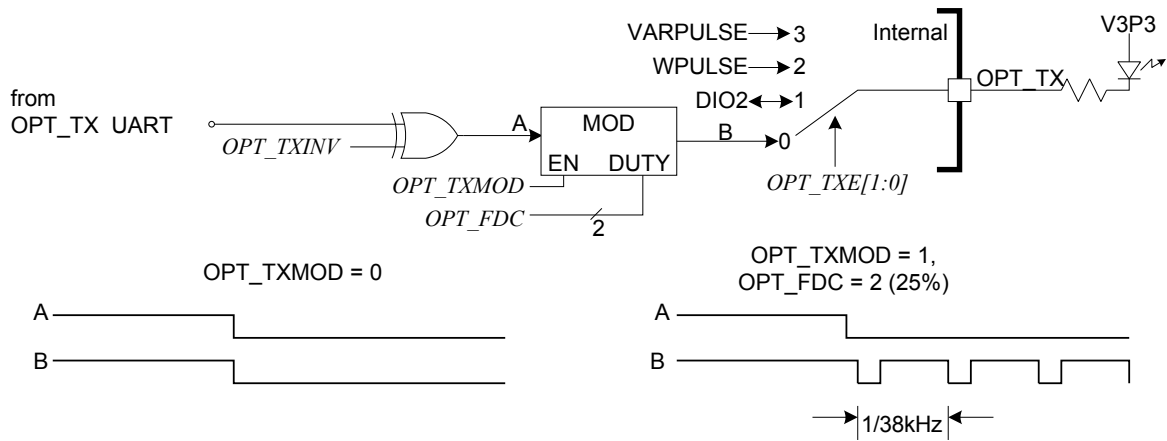 VARPULSE 3
WPULSE 2
DIO2 1
Internal
V3P3
OPT_TX
from
OPT_TX UART
OPT_TXINV
A
MOD
EN DUTY
B
0
OPT_TXMOD
OPT_FDC
2
OPT_TXE[1:0]
OPT_TXMOD = 0
A
B
OPT_TXMOD = 1,
OPT_FDC = 2 (25%)
A
B
1/38kHz